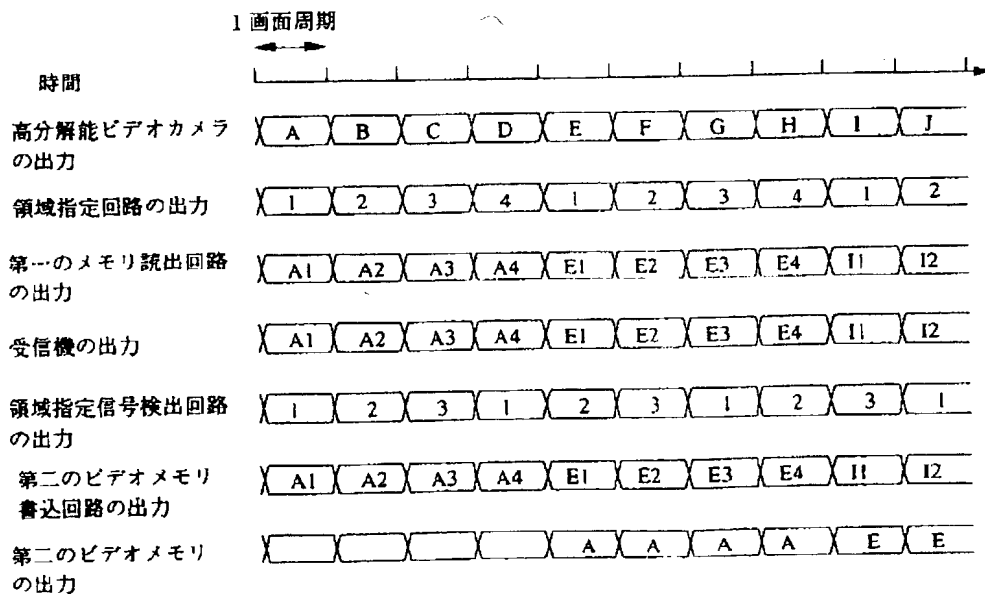 1 画面周期
時間
高分解能ビデオカメラ
の出力
A B C D E F G H I J
領域指定回路の出力
1 2 3 4 1 2 3 4 1 2
第一のメモリ読出回路
の出力
A1 A2 A3 A4 E1 E2 E3 E4 I1 I2
受信機の出力
A1 A2 A3 A4 E1 E2 E3 E4 I1 I2
領域指定信号検出回路
の出力
1 2 3 1 2 3 1 2 3 1
第二のビデオメモリ
書込回路の出力
A1 A2 A3 A4 E1 E2 E3 E4 I1 I2
第二のビデオメモリ
の出力
A A A A E E